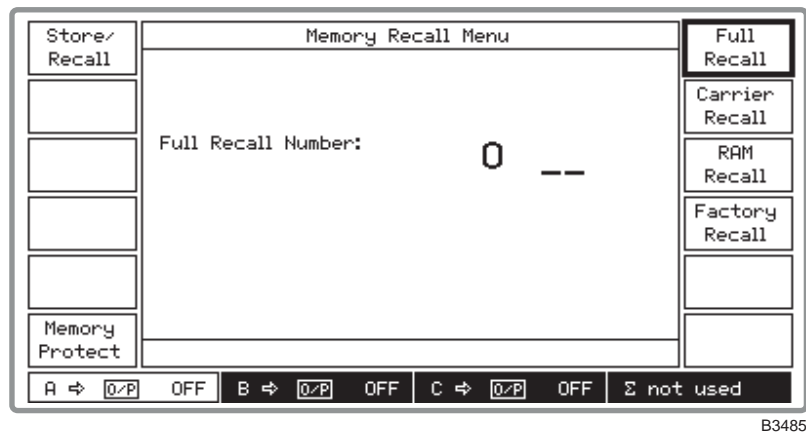 Store/
Recall
Memory Recall Menu
Full
Recall
Carrier
Recall
Full Recall Number: 0 __
RAM
Recall
Factory
Recall
Memory
Protect
A ⇨ O/P OFF B ⇨ O/P OFF C ⇨ O/P OFF Σ not used
B3485